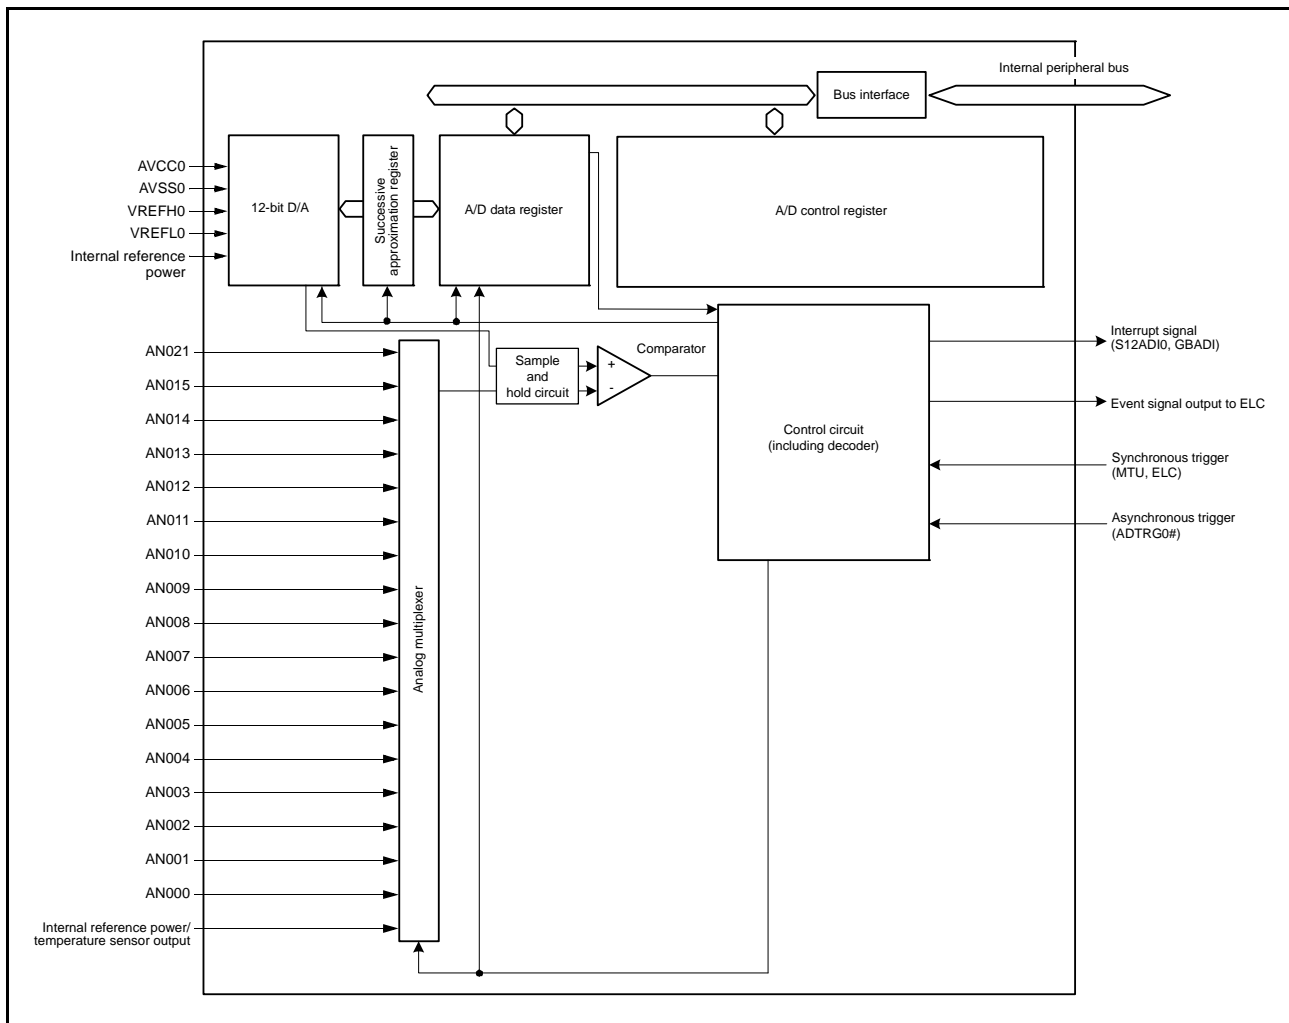 Internal peripheral bus
Bus interface
AVCC0
AVSS0
VREFH0
VREFL0
Internal reference
power
12-bit D/A
Successive
approximation register
A/D data register
A/D control register
Interrupt signal
(S12ADI0, GBADI)
Event signal output to ELC
Synchronous trigger
(MTU, ELC)
Asynchronous trigger
(ADTRG0#)
Control circuit
(including decoder)
Comparator
+
-
Sample
and
hold circuit
Analog multiplexer
AN021
AN015
AN014
AN013
AN012
AN011
AN010
AN009
AN008
AN007
AN006
AN005
AN004
AN003
AN002
AN001
AN000
Internal reference power/
temperature sensor output